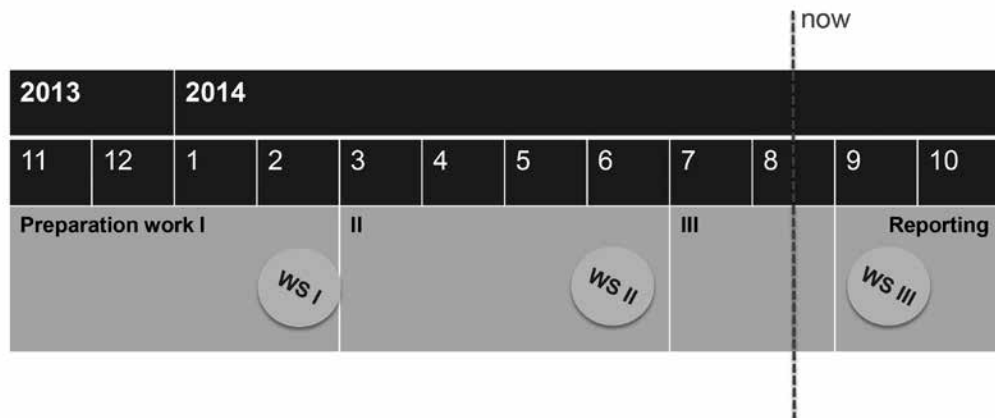 now
2013 2014
11 12 1 2 3 4 5 6 7 8 9 10
Preparation work I II III Reporting
WS I WS II WS III